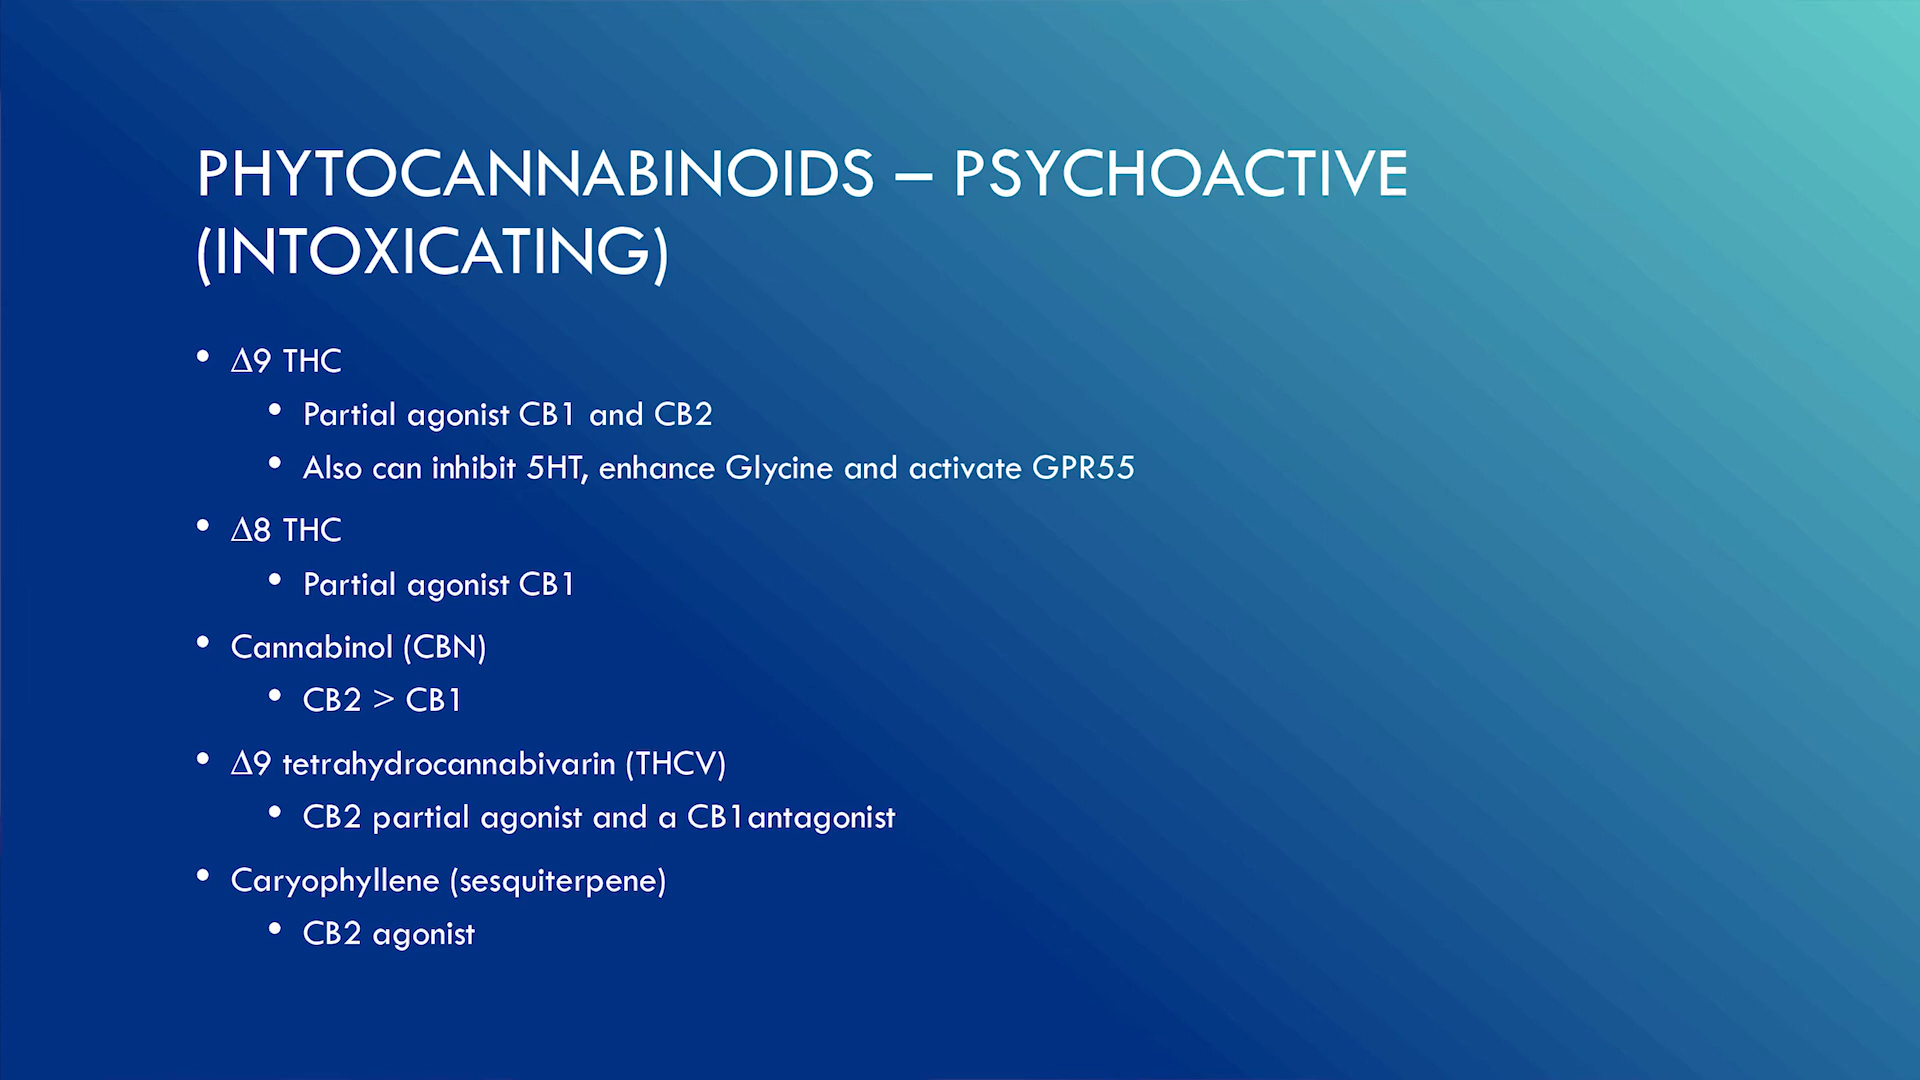 PHYTOCANNABINOIDS – PSYCHOACTIVE
(INTOXICATING)
• Δ9 THC
• Partial agonist CB1 and CB2
• Also can inhibit 5HT, enhance Glycine and activate GPR55
• Δ8 THC
• Partial agonist CB1
• Cannabinol (CBN)
• CB2 > CB1
• Δ9 tetrahydrocannabivarin (THCV)
• CB2 partial agonist and a CB1antagonist
• Caryophyllene (sesquiterpene)
• CB2 agonist